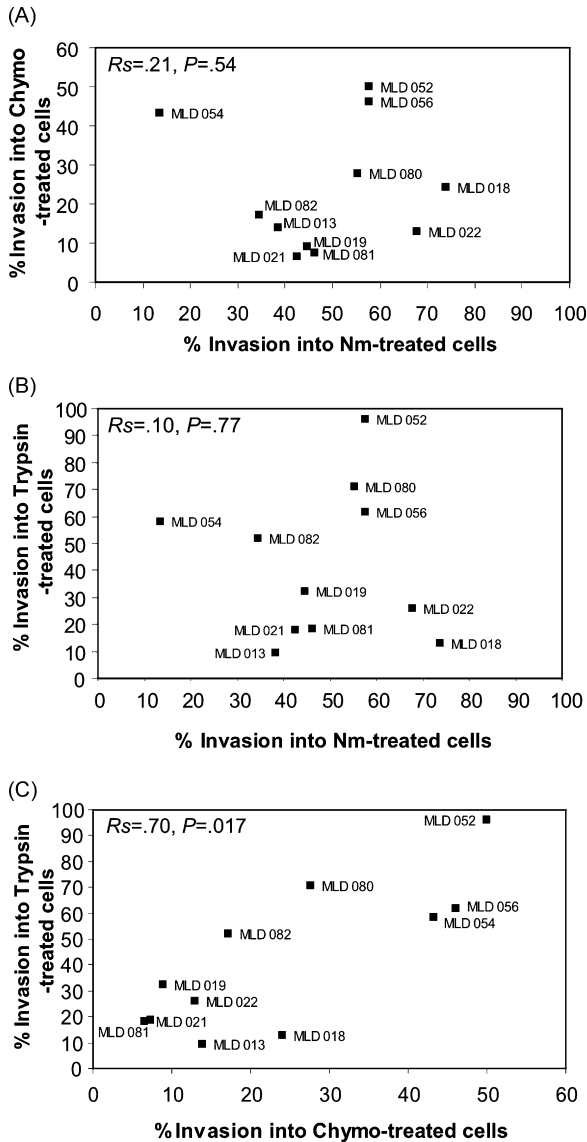 (A)
%Invasion into Chymo
-treated cells
60
50
40
30
20
10
0
Rs=.21, P=.54
MLD 052
MLD 056
MLD 054
MLD 080
MLD 018
MLD 082
MLD 013
MLD 022
MLD 019
MLD 021
MLD 081
0 10 20 30 40 50 60 70 80 90 100
% Invasion into Nm-treated cells
(B)
% Invasion into Trypsin
-treated cells
100
90
80
70
60
50
40
30
20
10
0
Rs=.10, P=.77
MLD 052
MLD 080
MLD 056
MLD 054
MLD 082
MLD 019
MLD 022
MLD 021
MLD 081
MLD 018
MLD 013
0 10 20 30 40 50 60 70 80 90 100
% Invasion into Nm-treated cells
(C)
% Invasion into Trypsin
-treated cells
100
90
80
70
60
50
40
30
20
10
0
Rs=.70, P=.017
MLD 052
MLD 080
MLD 056
MLD 054
MLD 082
MLD 019
MLD 022
MLD 021
MLD 081
MLD 018
MLD 013
0 10 20 30 40 50 60
% Invasion into Chymo-treated cells